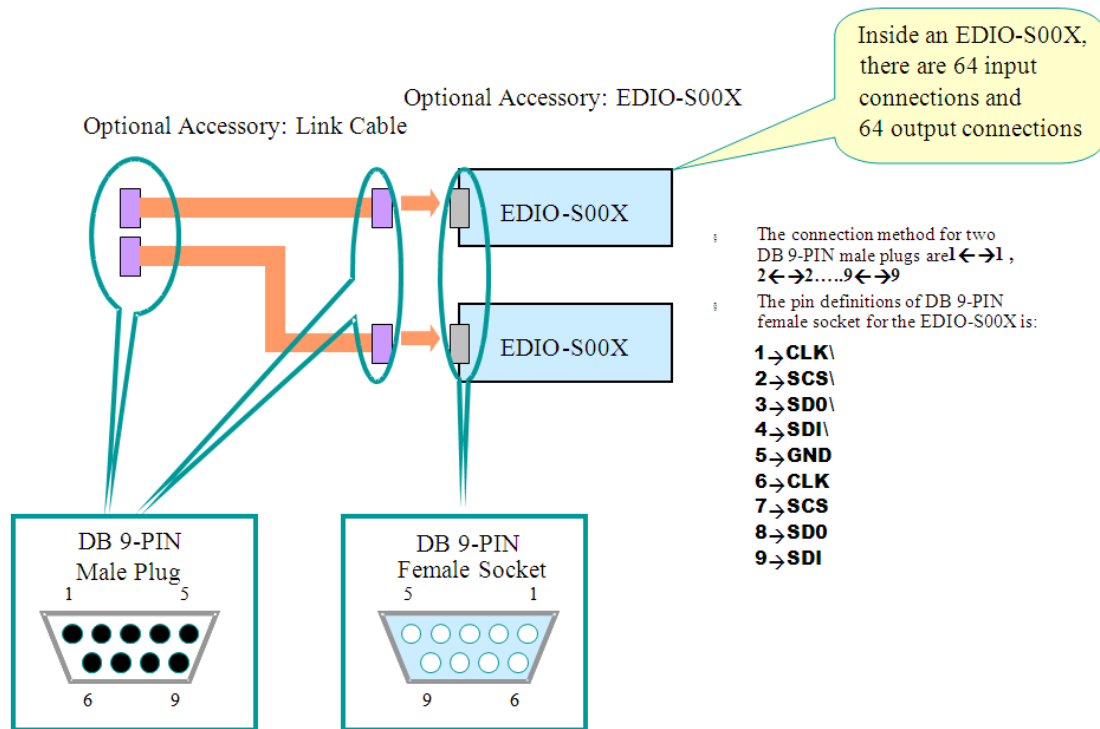 Inside an EDIO-S00X,
there are 64 input
connections and
64 output connections
Optional Accessory: EDIO-S00X
Optional Accessory: Link Cable
EDIO-S00X
EDIO-S00X
The connection method for two
DB 9-PIN male plugs are1←→1 ,
2←→2.....9←→9
The pin definitions of DB 9-PIN
female socket for the EDIO-S00X is:
1→CLK\
2→SCS\
3→SD0\
4→SDI\
5→GND
6→CLK
7→SCS
8→SD0
9→SDI
DB 9-PIN
Male Plug
1 5
6 9
DB 9-PIN
Female Socket
5 1
9 6